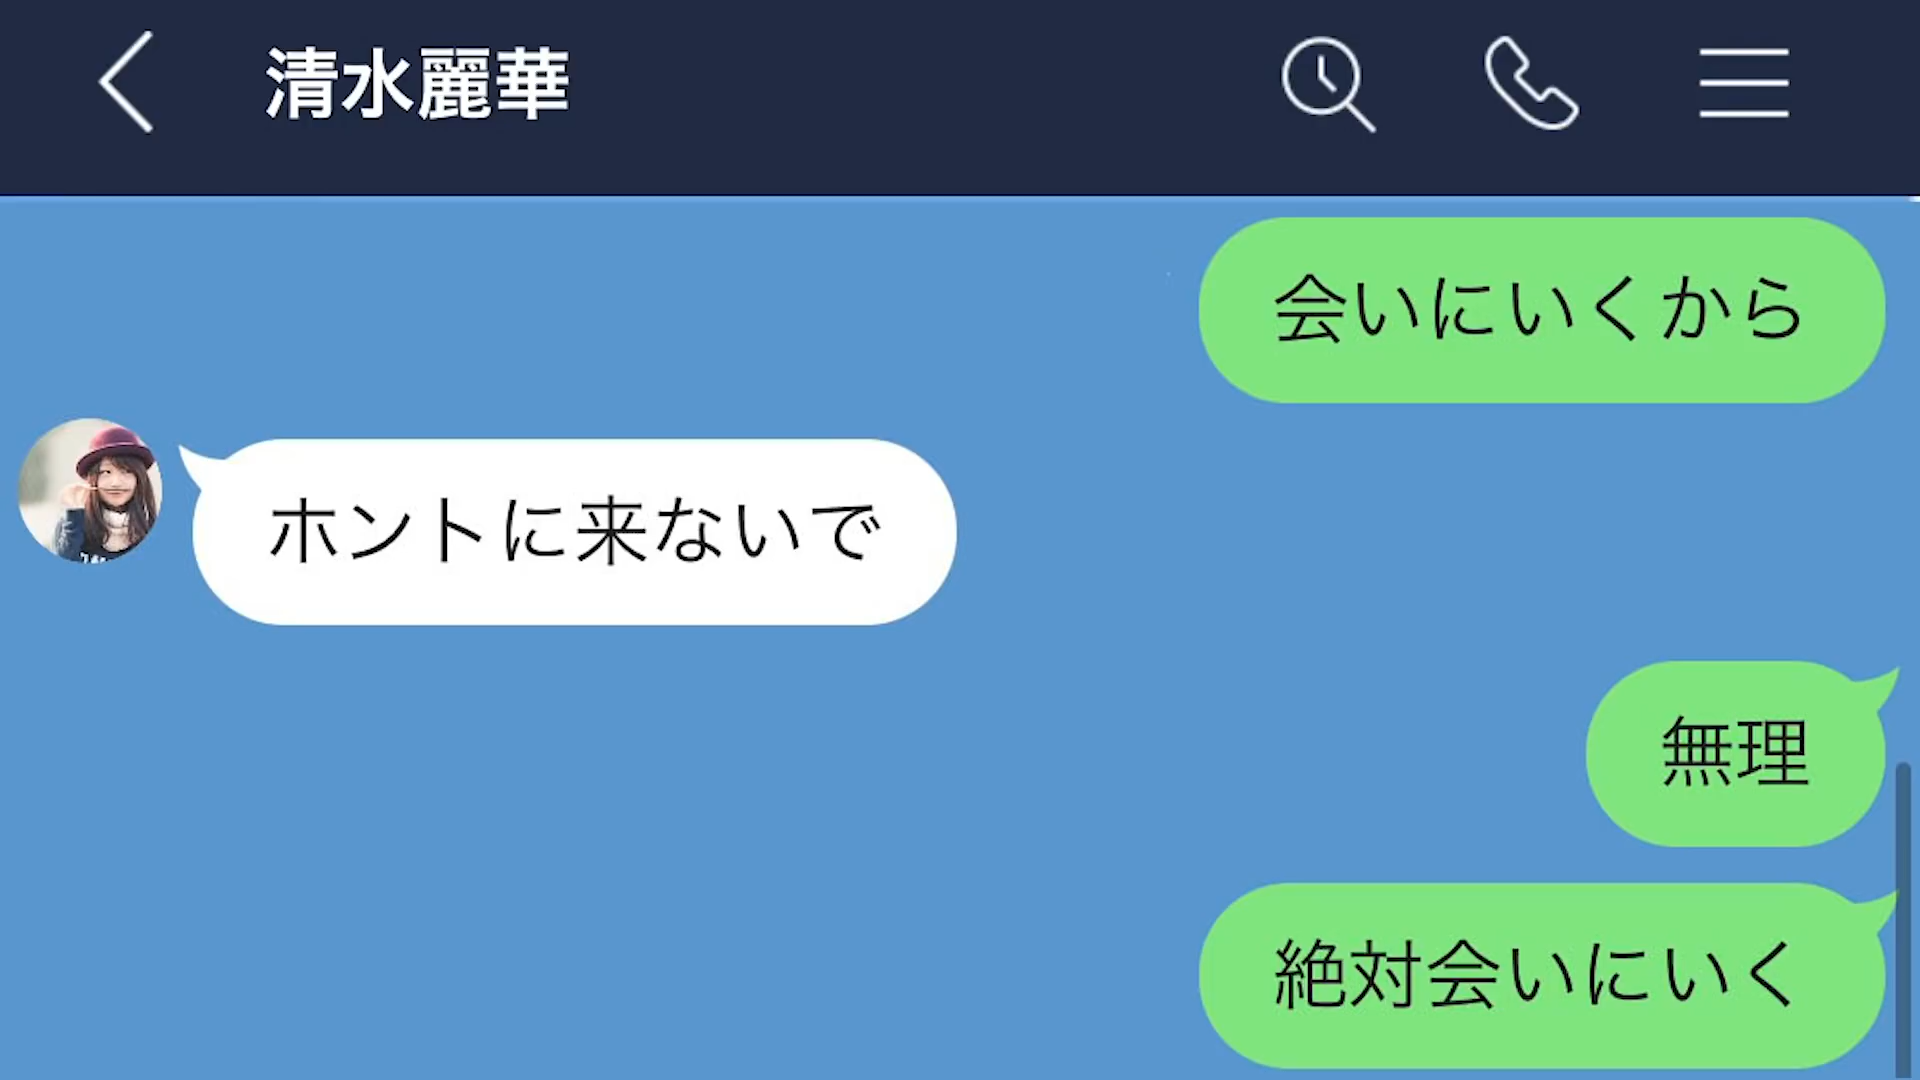 清水麗華
会いにいくから
ホントに来ないで
無理
絶対会いにいく